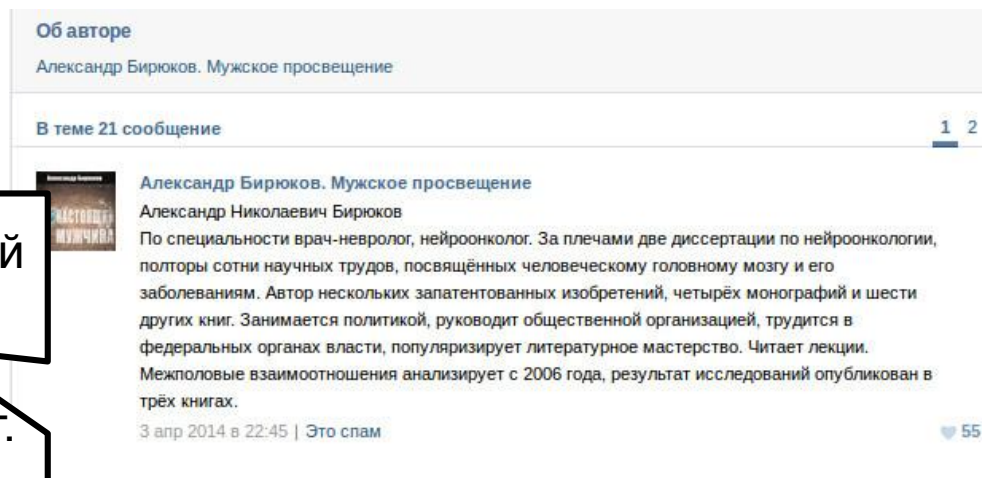 Об авторе
Александр Бирюков. Мужское просвещение
В теме 21 сообщение
1 2
Александр Бирюков. Мужское просвещение
Александр Николаевич Бирюков
По специальности врач-невролог, нейроонколог. За плечами две диссертации по нейроонкологии,
полторы сотни научных трудов, посвящённых человеческому головному мозгу и его
заболеваниям. Автор нескольких запатентованных изобретений, четырёх монографий и шести
других книг. Занимается политикой, руководит общественной организацией, трудится в
федеральных органах власти, популяризирует литературное мастерство. Читает лекции.
Межполовые взаимоотношения анализирует с 2006 года, результат исследований опубликован в
трёх книгах.
3 апр 2014 в 22:45 | Это спам
55
й